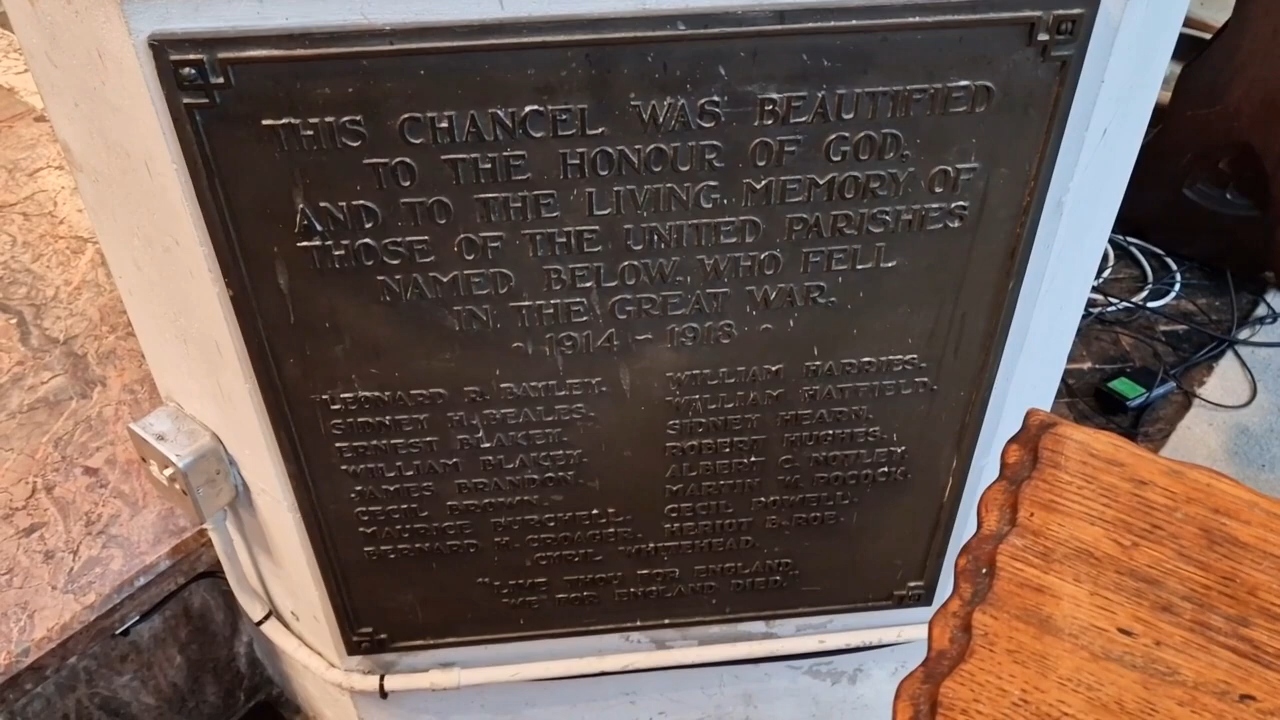 THIS CHANCEL WAS BEAUTIFIED
TO THE HONOUR OF GOD,
AND TO THE LIVING MEMORY OF
THOSE OF THE UNITED PARISHES
NAMED BELOW, WHO FELL
IN THE GREAT WAR.
- 1914 - 1918 -
LEONARD R. BAYLEY.
SIDNEY H. BEALES.
ERNEST BLAKEY.
WILLIAM BLAKEY.
JAMES BRANDON.
CECIL BROWN.
MAURICE BURCHELL.
BERNARD H. CROAGER.
WILLIAM HARRIES.
WILLIAM HATFIELD.
SIDNEY HEARN.
ROBERT HUGHES.
ALBERT C. NOWLEN.
MARTIN W. POCOCK.
CECIL POWELL.
HERIOT E. ROE.
CYRIL WHITEHEAD.
"LIVE THOU FOR ENGLAND,
WE FOR ENGLAND DIED."